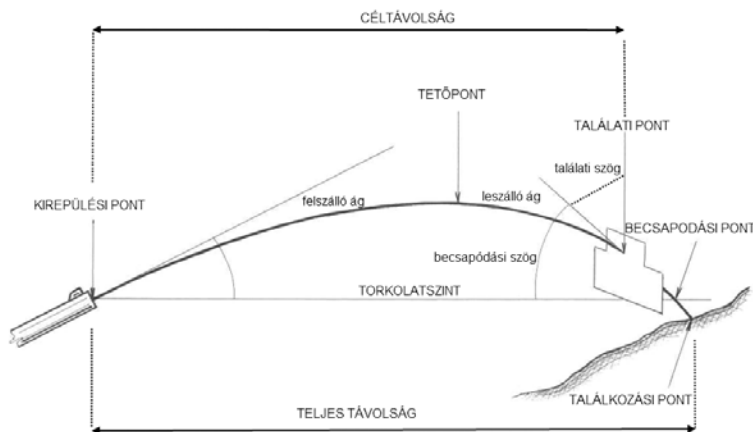 CÉLTÁVOLSÁG
TETŐPONT
TALÁLATI PONT
találati szög
KIREPÜLÉSI PONT
felszálló ág
leszálló ág
BECSAPODÁSI PONT
becsapódási szög
TORKOLATSZINT
TALÁLKOZÁSI PONT
TELJES TÁVOLSÁG